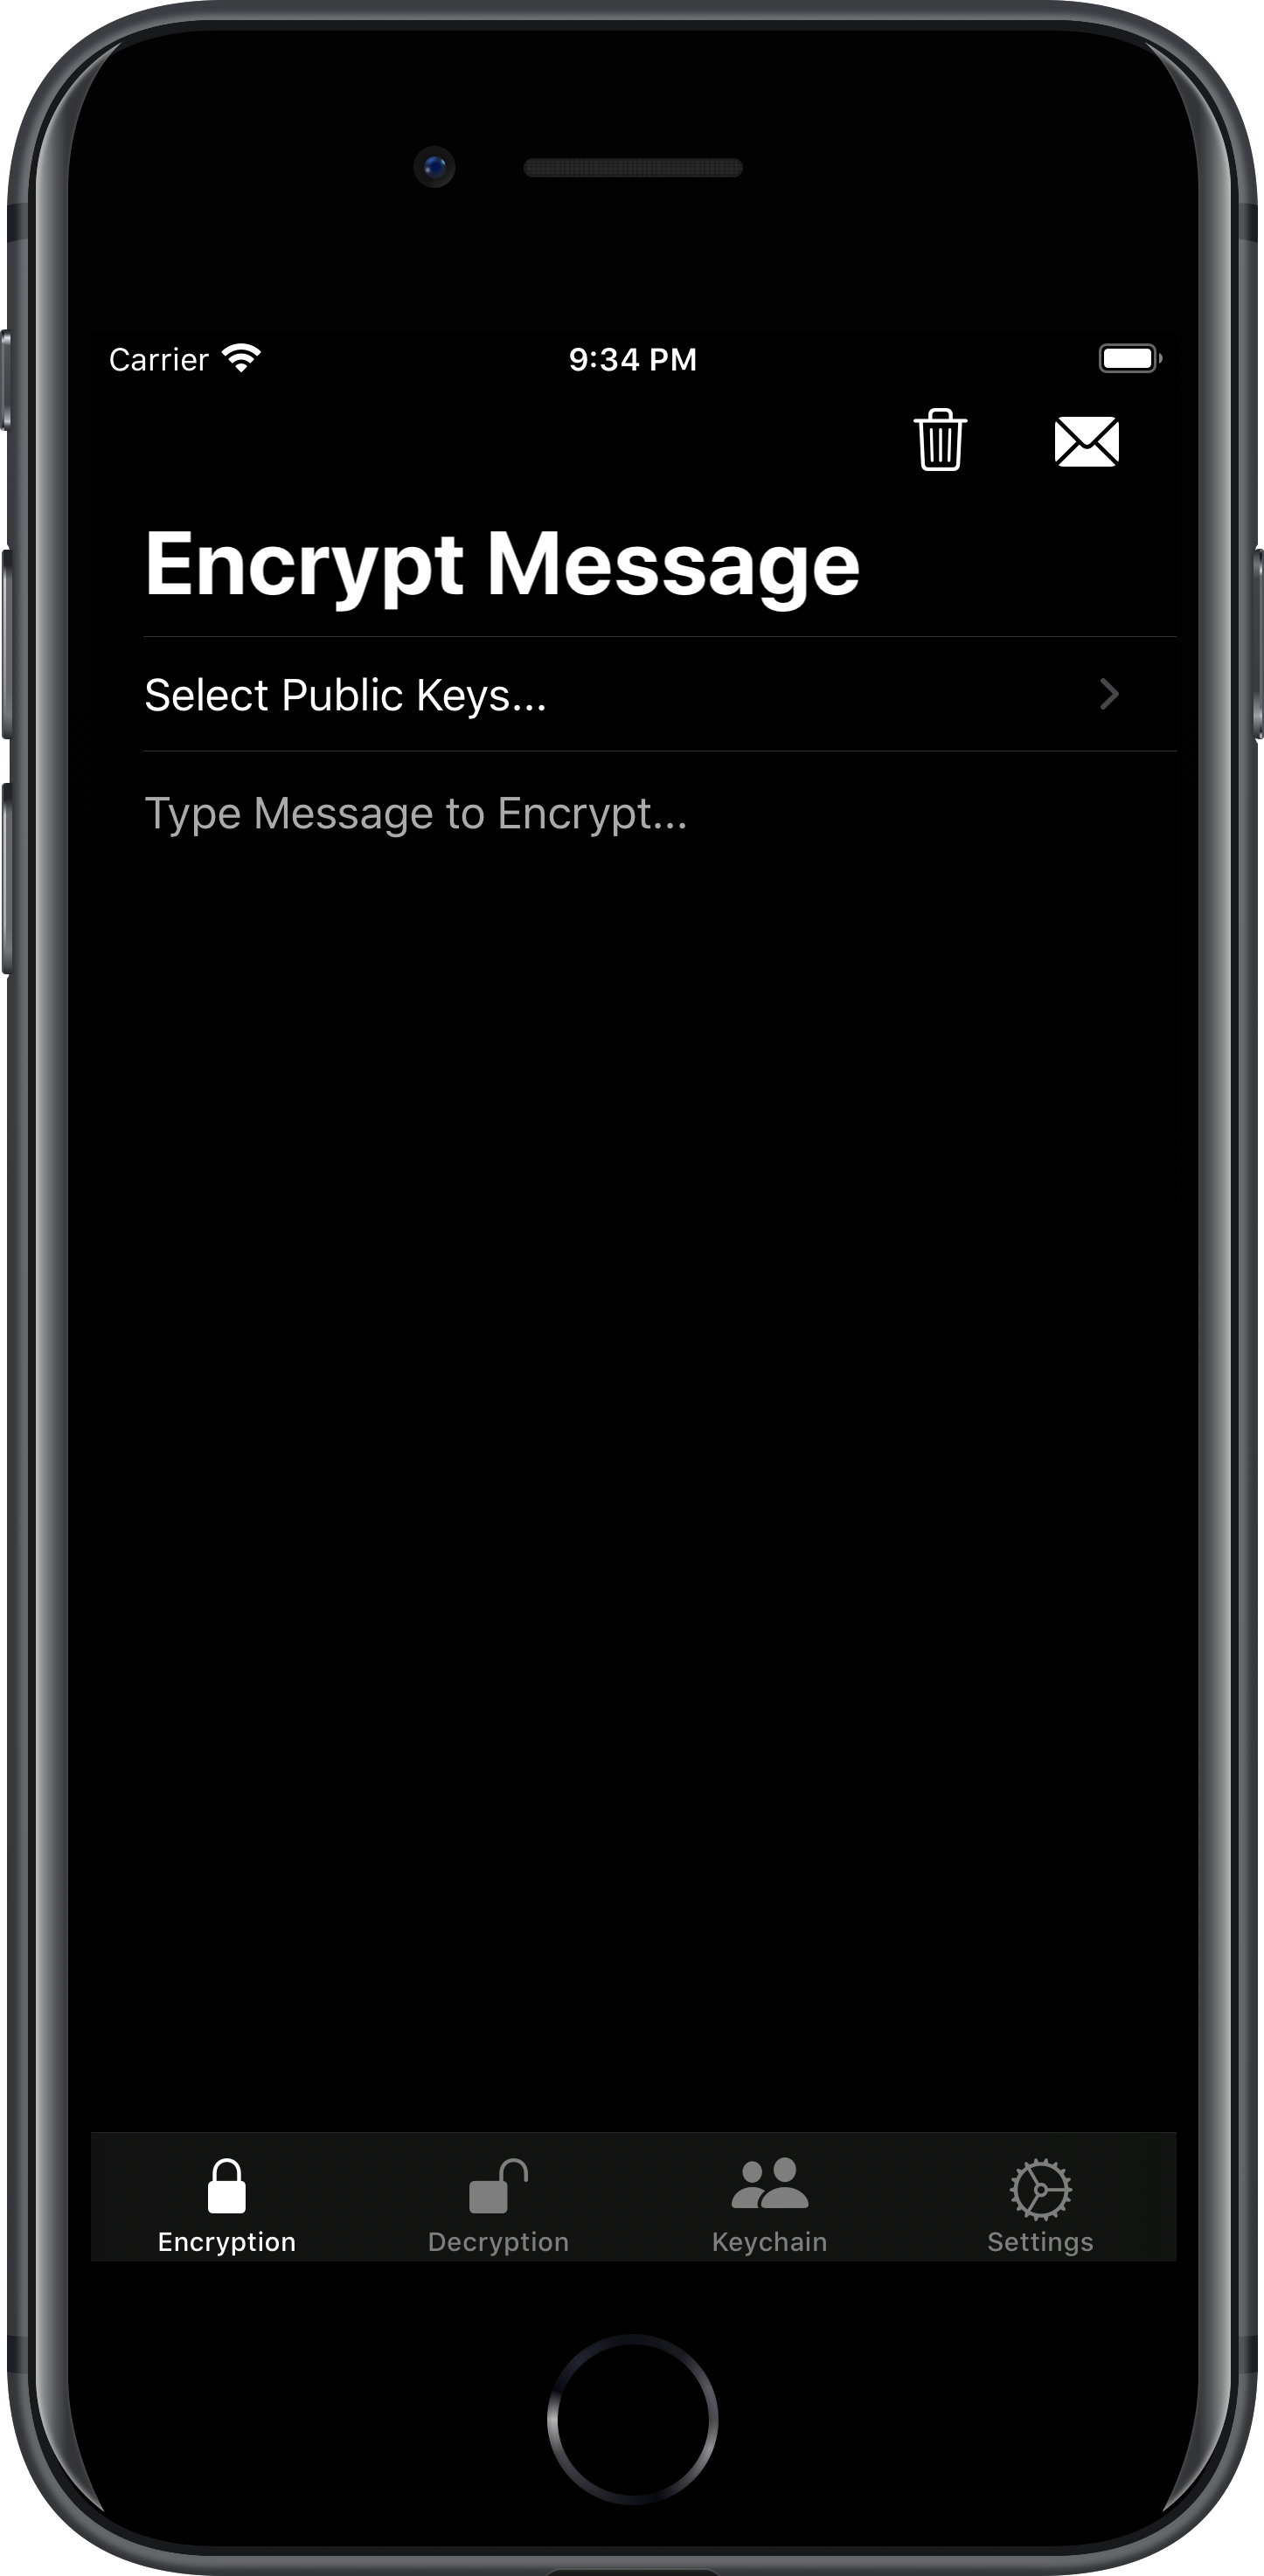 Carrier 9:34 PM
Encrypt Message
Select Public Keys...
Type Message to Encrypt...
Encryption Decryption Keychain Settings